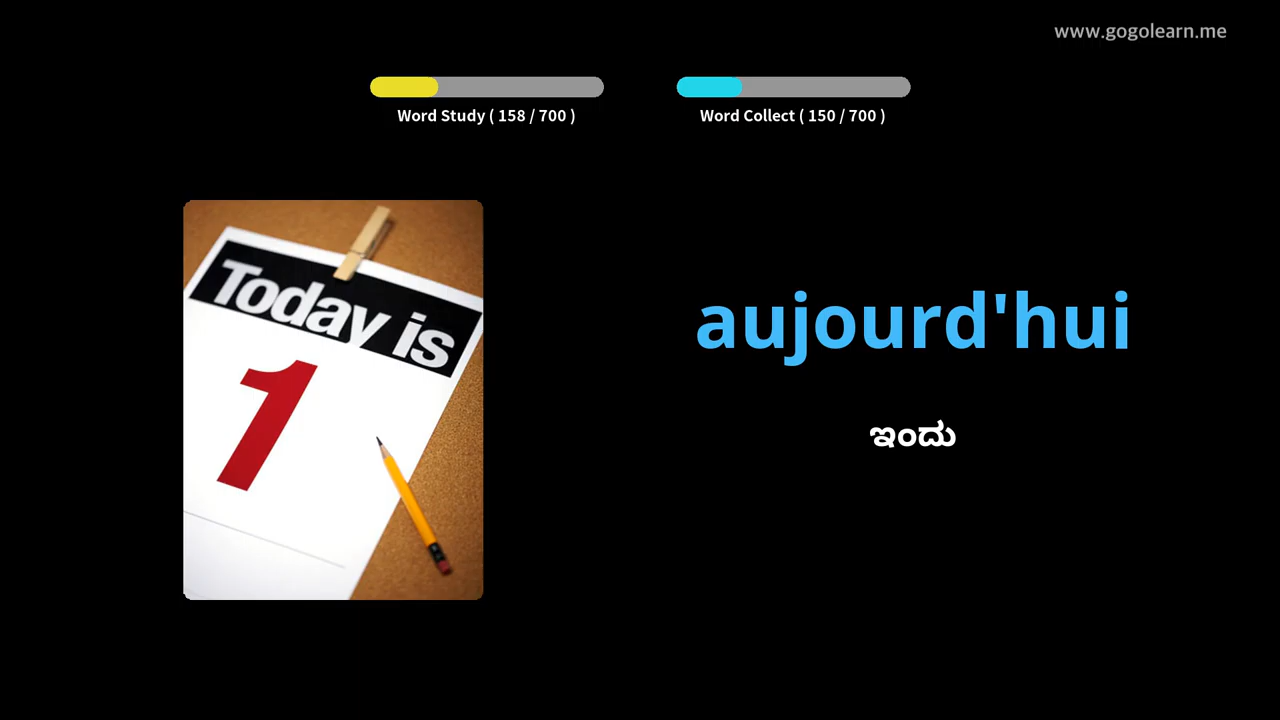 www.gogolearn.me
Word Study ( 158 / 700 )
Word Collect ( 150 / 700 )
Today is
1
aujourd'hui
ಇಂದು